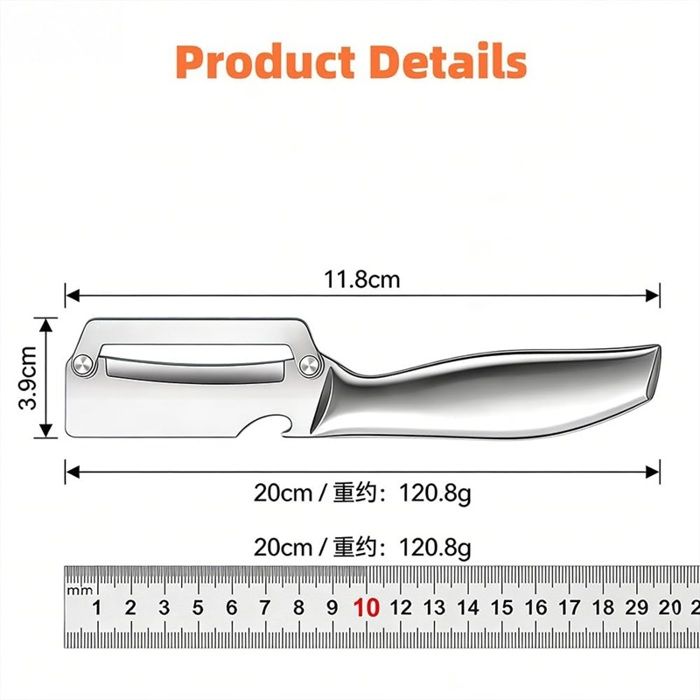 Product Details
11.8cm
3.9cm
20cm / 重约：120.8g
20cm / 重约：120.8g
mm
1 2 3 4 5 6 7 8 9 10 12 13 14 15 16 17 18 29 20 2